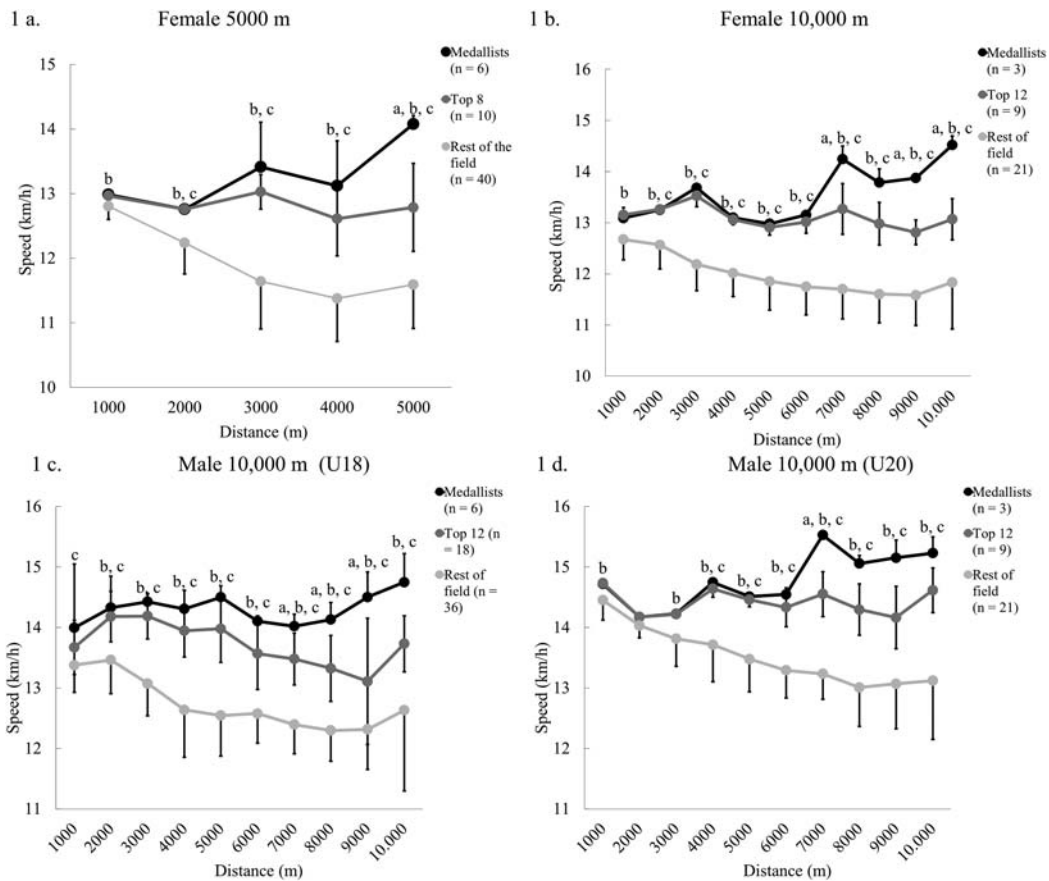 1 a.
Female 5000 m
Medallists
(n = 6)
Top 8
(n = 10)
Rest of the
field
(n = 40)
Speed (km/h)
15
14
13
12
11
10
b
b, c
b, c
b, c
a, b, c
1000 2000 3000 4000 5000
Distance (m)
1 b.
Female 10,000 m
Medallists
(n = 3)
Top 12
(n = 9)
Rest of
field
(n = 21)
Speed (km/h)
16
15
14
13
12
11
10
b
b, c
b, c
b, c
b, c
b, c
a, b, c
b, c
a, b, c
a, b, c
1000 2000 3000 4000 5000 6000 7000 8000 9000 10.000
Distance (m)
1 c.
Male 10,000 m (U18)
Medallists
(n = 6)
Top 12 (n
= 18)
Rest of
field (n =
36)
Speed (km/h)
16
15
14
13
12
11
c
b, c
b, c
b, c
b, c
b, c
a, b, c
a, b, c
a, b, c
b, c
1000 2000 3000 4000 5000 6000 7000 8000 9000 10.000
Distance (m)
1 d.
Male 10,000 m (U20)
Medallists
(n = 3)
Top 12
(n = 9)
Rest of
field
(n = 21)
Speed (km/h)
16
15
14
13
12
11
b
b, c
b, c
b, c
a, b, c
b, c
b, c
b, c
1000 2000 3000 4000 5000 6000 7000 8000 9000 10.000
Distance (m)